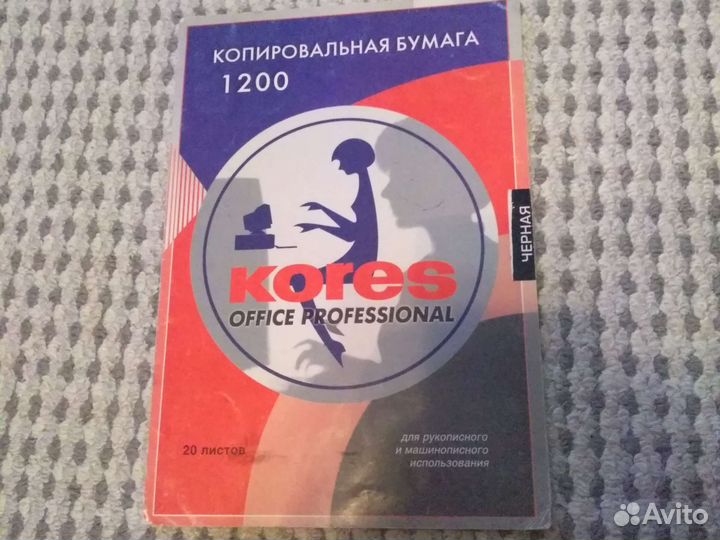 КОПИРОВАЛЬНАЯ БУМАГА
1200
ЧЕРНАЯ
Kores
OFFICE PROFESSIONAL
20 листов
для рукописного
и машинописного
использования
Avito